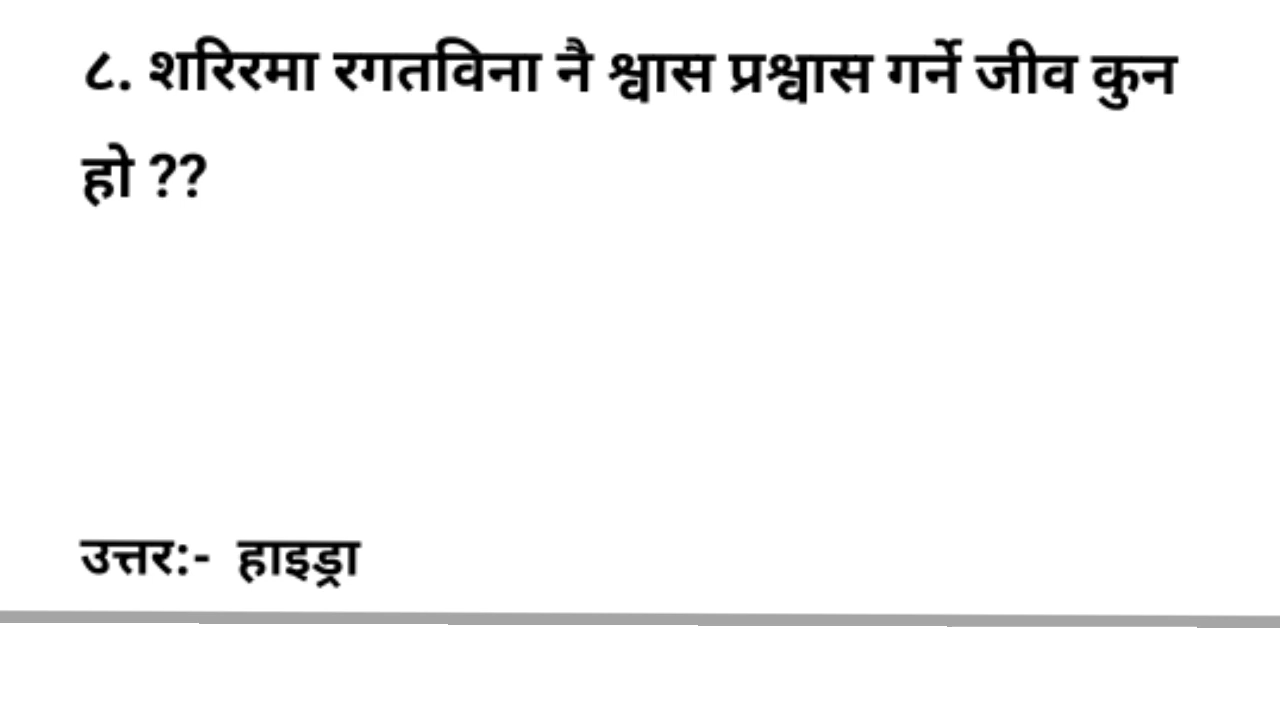 ८. शरिरमा रगतविना नै श्वास प्रश्वास गर्ने जीव कुन
हो ??
उत्तर:- हाइड्रा